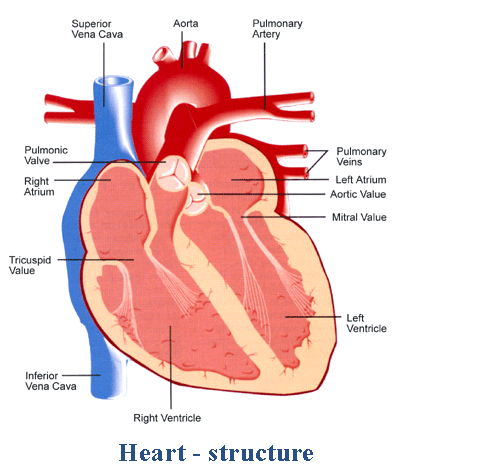 Superior
Vena Cava
Aorta
Pulmonary
Artery
Pulmonic
Valve
Pulmonary
Veins
Right
Atrium
Left Atrium
Aortic Value
Mitral Value
Tricuspid
Value
Left
Ventricle
Inferior
Vena Cava
Right Ventricle
Heart - structure